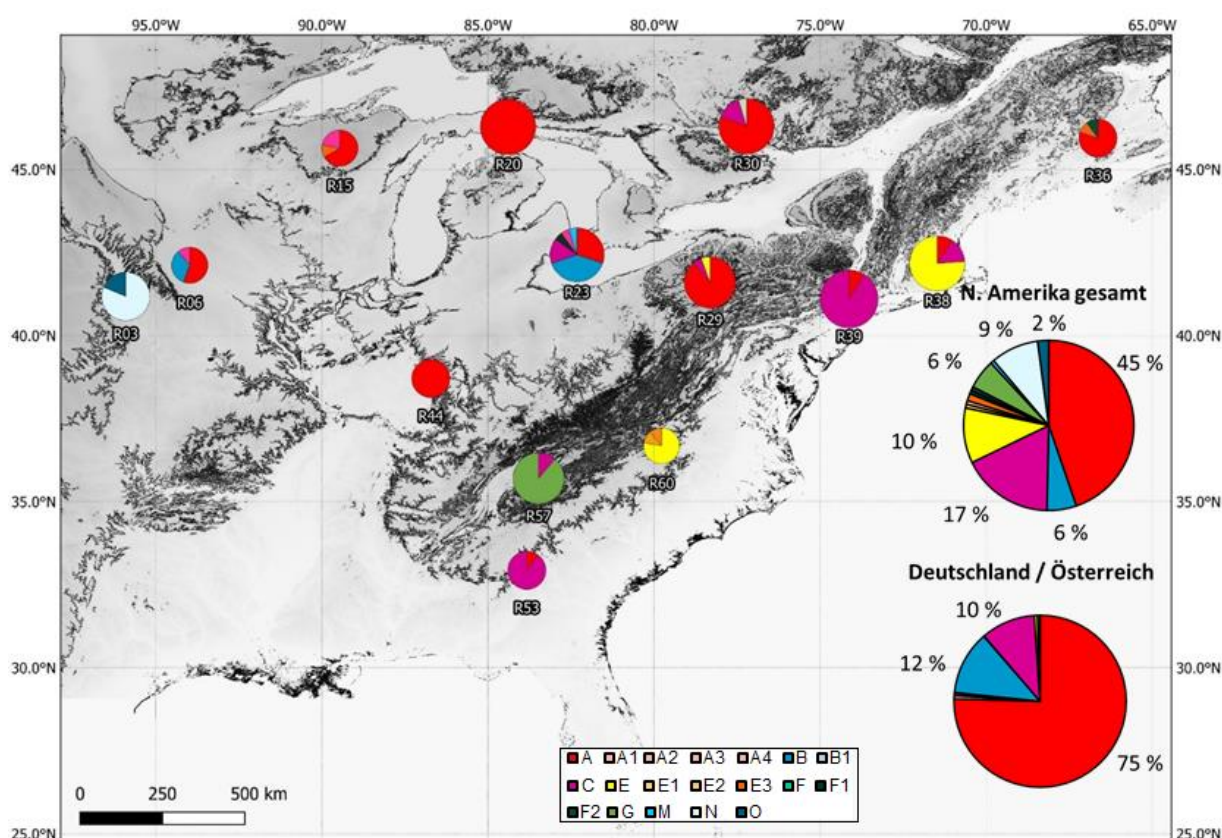 95.0°W 90.0°W 85.0°W 80.0°W 75.0°W 70.0°W 65.0°W
45.0°N 45.0°N
R15 R20 R30 R36
R06
R03 R23 R29 R39 R38
N. Amerika gesamt
40.0°N 40.0°N
9 % 2 %
6 % 45 %
R44
10 %
R60
35.0°N 35.0°N
R57
17 % 6 %
R53
Deutschland / Österreich
10 %
30.0°N 30.0°N
12 %
75 %
A A1 A2 A3 A4 B B1
C E E1 E2 E3 F F1
F2 G M N O
0 250 500 km
25.0°N 25.0°N